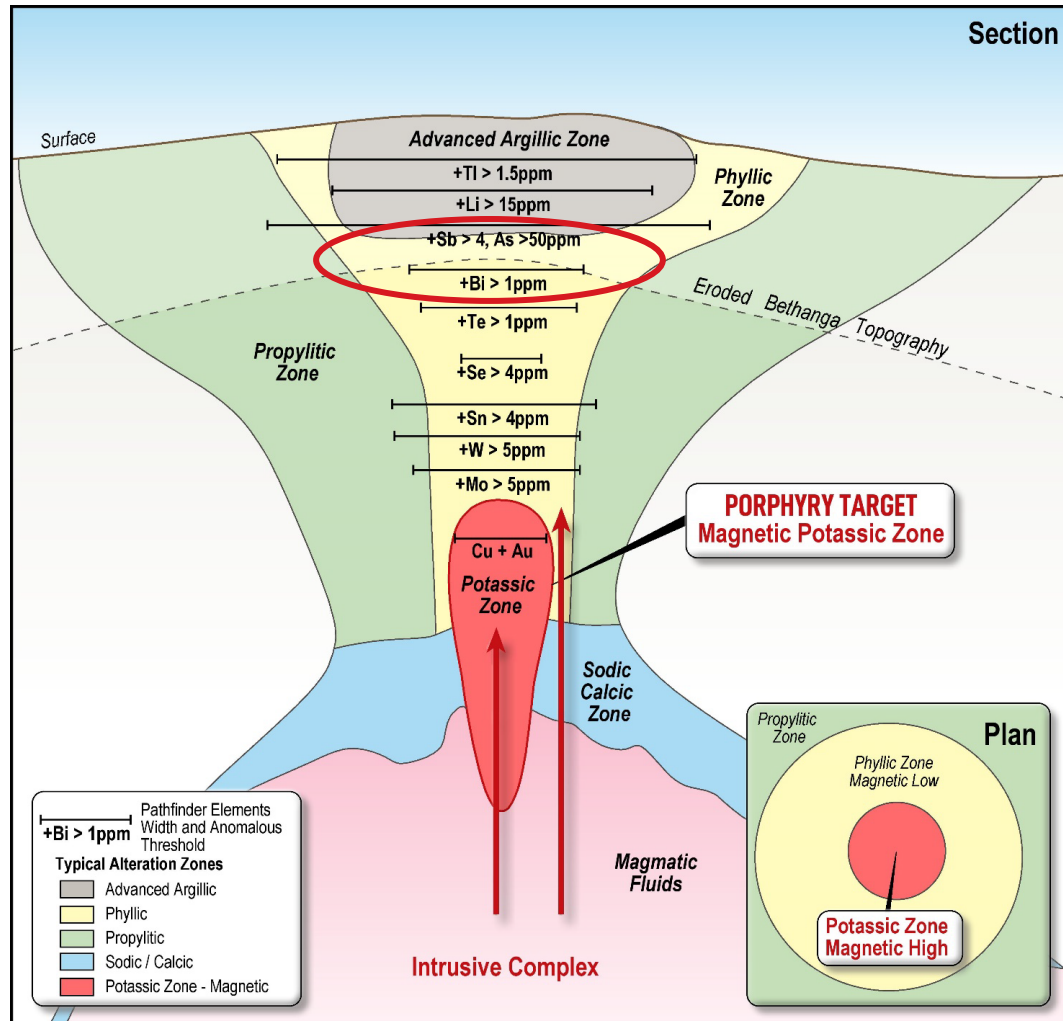 Section
Surface
Advanced Argillic Zone
+Tl > 1.5ppm
Phyllic
Zone
+Li > 15ppm
+Sb > 4, As >50ppm
+Bi > 1ppm
Eroded Bethanga Topography
+Te > 1ppm
Propylitic
Zone
+Se > 4ppm
+Sn > 4ppm
+W > 5ppm
+Mo > 5ppm
PORPHYRY TARGET
Magnetic Potassic Zone
Cu + Au
Potassic
Zone
Sodic
Calcic
Zone
Magmatic
Fluids
Intrusive Complex
+Bi > 1ppm
Pathfinder Elements
Width and Anomalous
Threshold
Typical Alteration Zones
Advanced Argillic
Phyllic
Propylitic
Sodic / Calcic
Potassic Zone - Magnetic
Propylitic
Zone
Plan
Phyllic Zone
Magnetic Low
Potassic Zone
Magnetic High